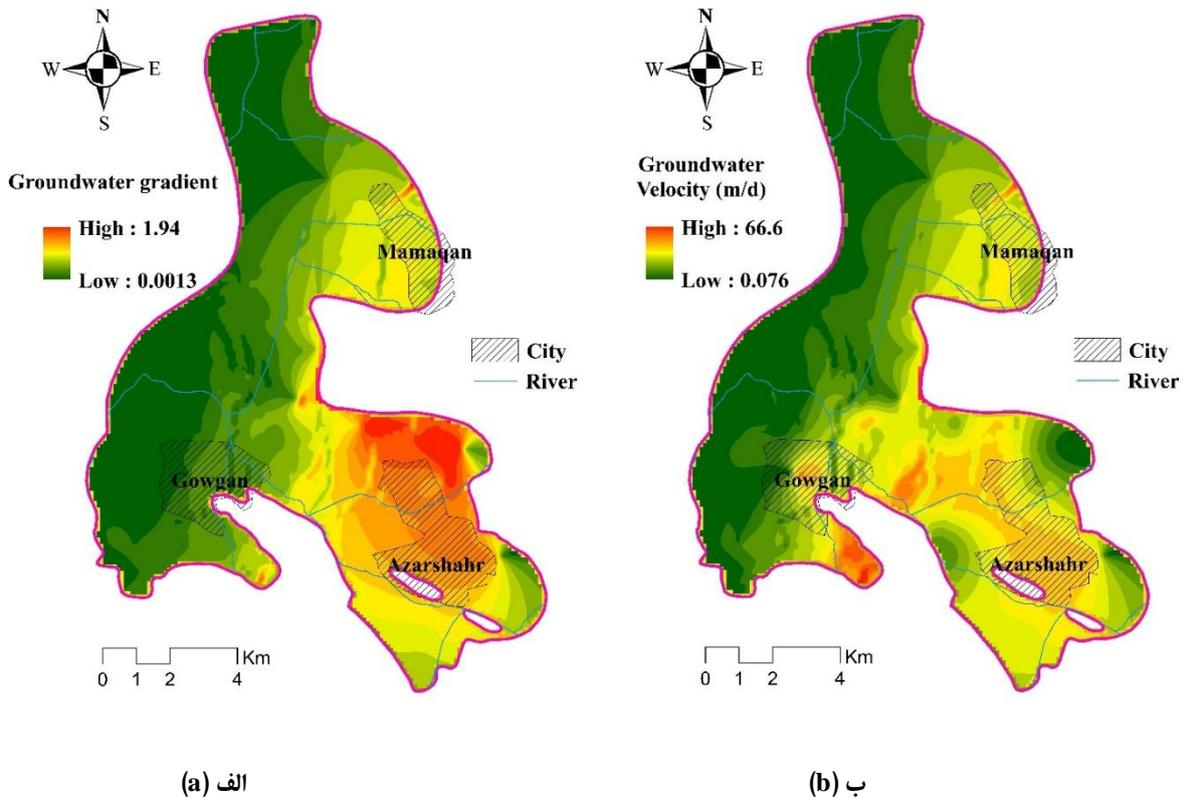 N
W E
S
Groundwater gradient
High : 1.94
Low : 0.0013
Mamaqan
City
River
Gowgan
Azarshahr
Km
0 1 2 4
الف (a)
N
W E
S
Groundwater
Velocity (m/d)
High : 66.6
Low : 0.076
Mamaqan
City
River
Gowgan
Azarshahr
Km
0 1 2 4
ب (b)